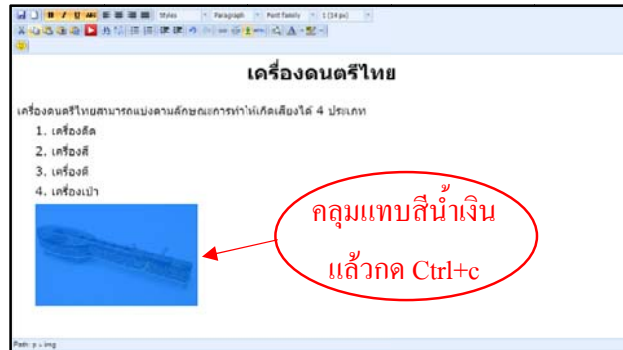 Styles Paragraph Font family 1 (14 px)
เครื่องดนตรีไทย
เครื่องดนตรีไทยสามารถแบ่งตามลักษณะการทำให้เกิดเสียงได้ 4 ประเภท
1. เครื่องดีด
2. เครื่องสี
3. เครื่องตี
4. เครื่องเป่า
คลุมแทบสีน้ำเงิน
แล้วกด Ctrl+c
Path: p » img